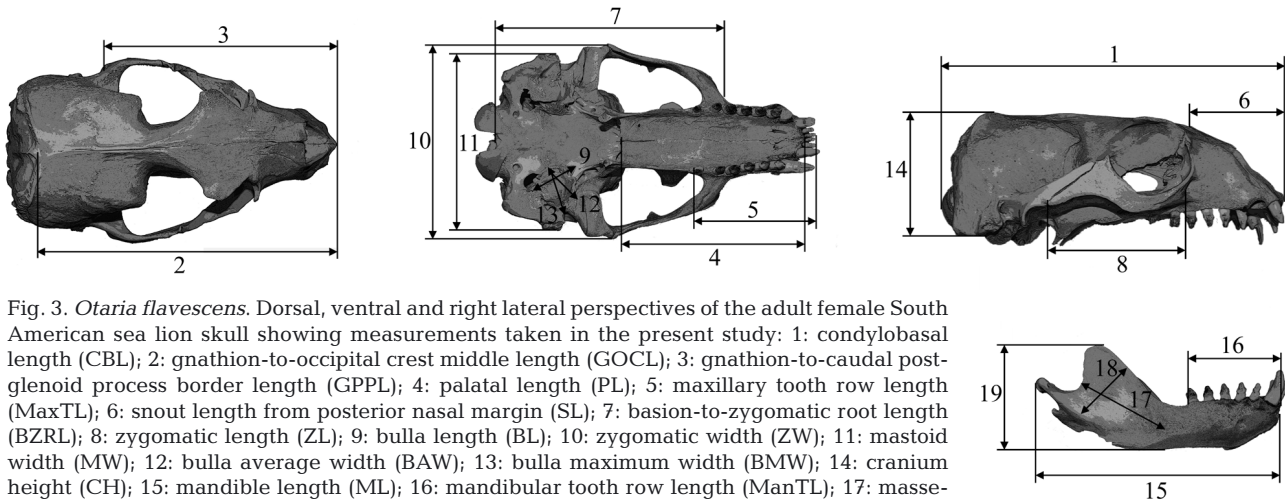 3
2
7
10
11
9
12
13
5
4
1
6
14
8
Fig. 3. Otaria flavescens. Dorsal, ventral and right lateral perspectives of the adult female South
American sea lion skull showing measurements taken in the present study: 1: condylobasal
length (CBL); 2: gnathion-to-occipital crest middle length (GOCL); 3: gnathion-to-caudal post-
glenoid process border length (GPPL); 4: palatal length (PL); 5: maxillary tooth row length
(MaxTL); 6: snout length from posterior nasal margin (SL); 7: basion-to-zygomatic root length
(BZRL); 8: zygomatic length (ZL); 9: bulla length (BL); 10: zygomatic width (ZW); 11: mastoid
width (MW); 12: bulla average width (BAW); 13: bulla maximum width (BMW); 14: cranium
height (CH); 15: mandible length (ML); 16: mandibular tooth row length (ManTL); 17: masse-
16
18
19
17
15